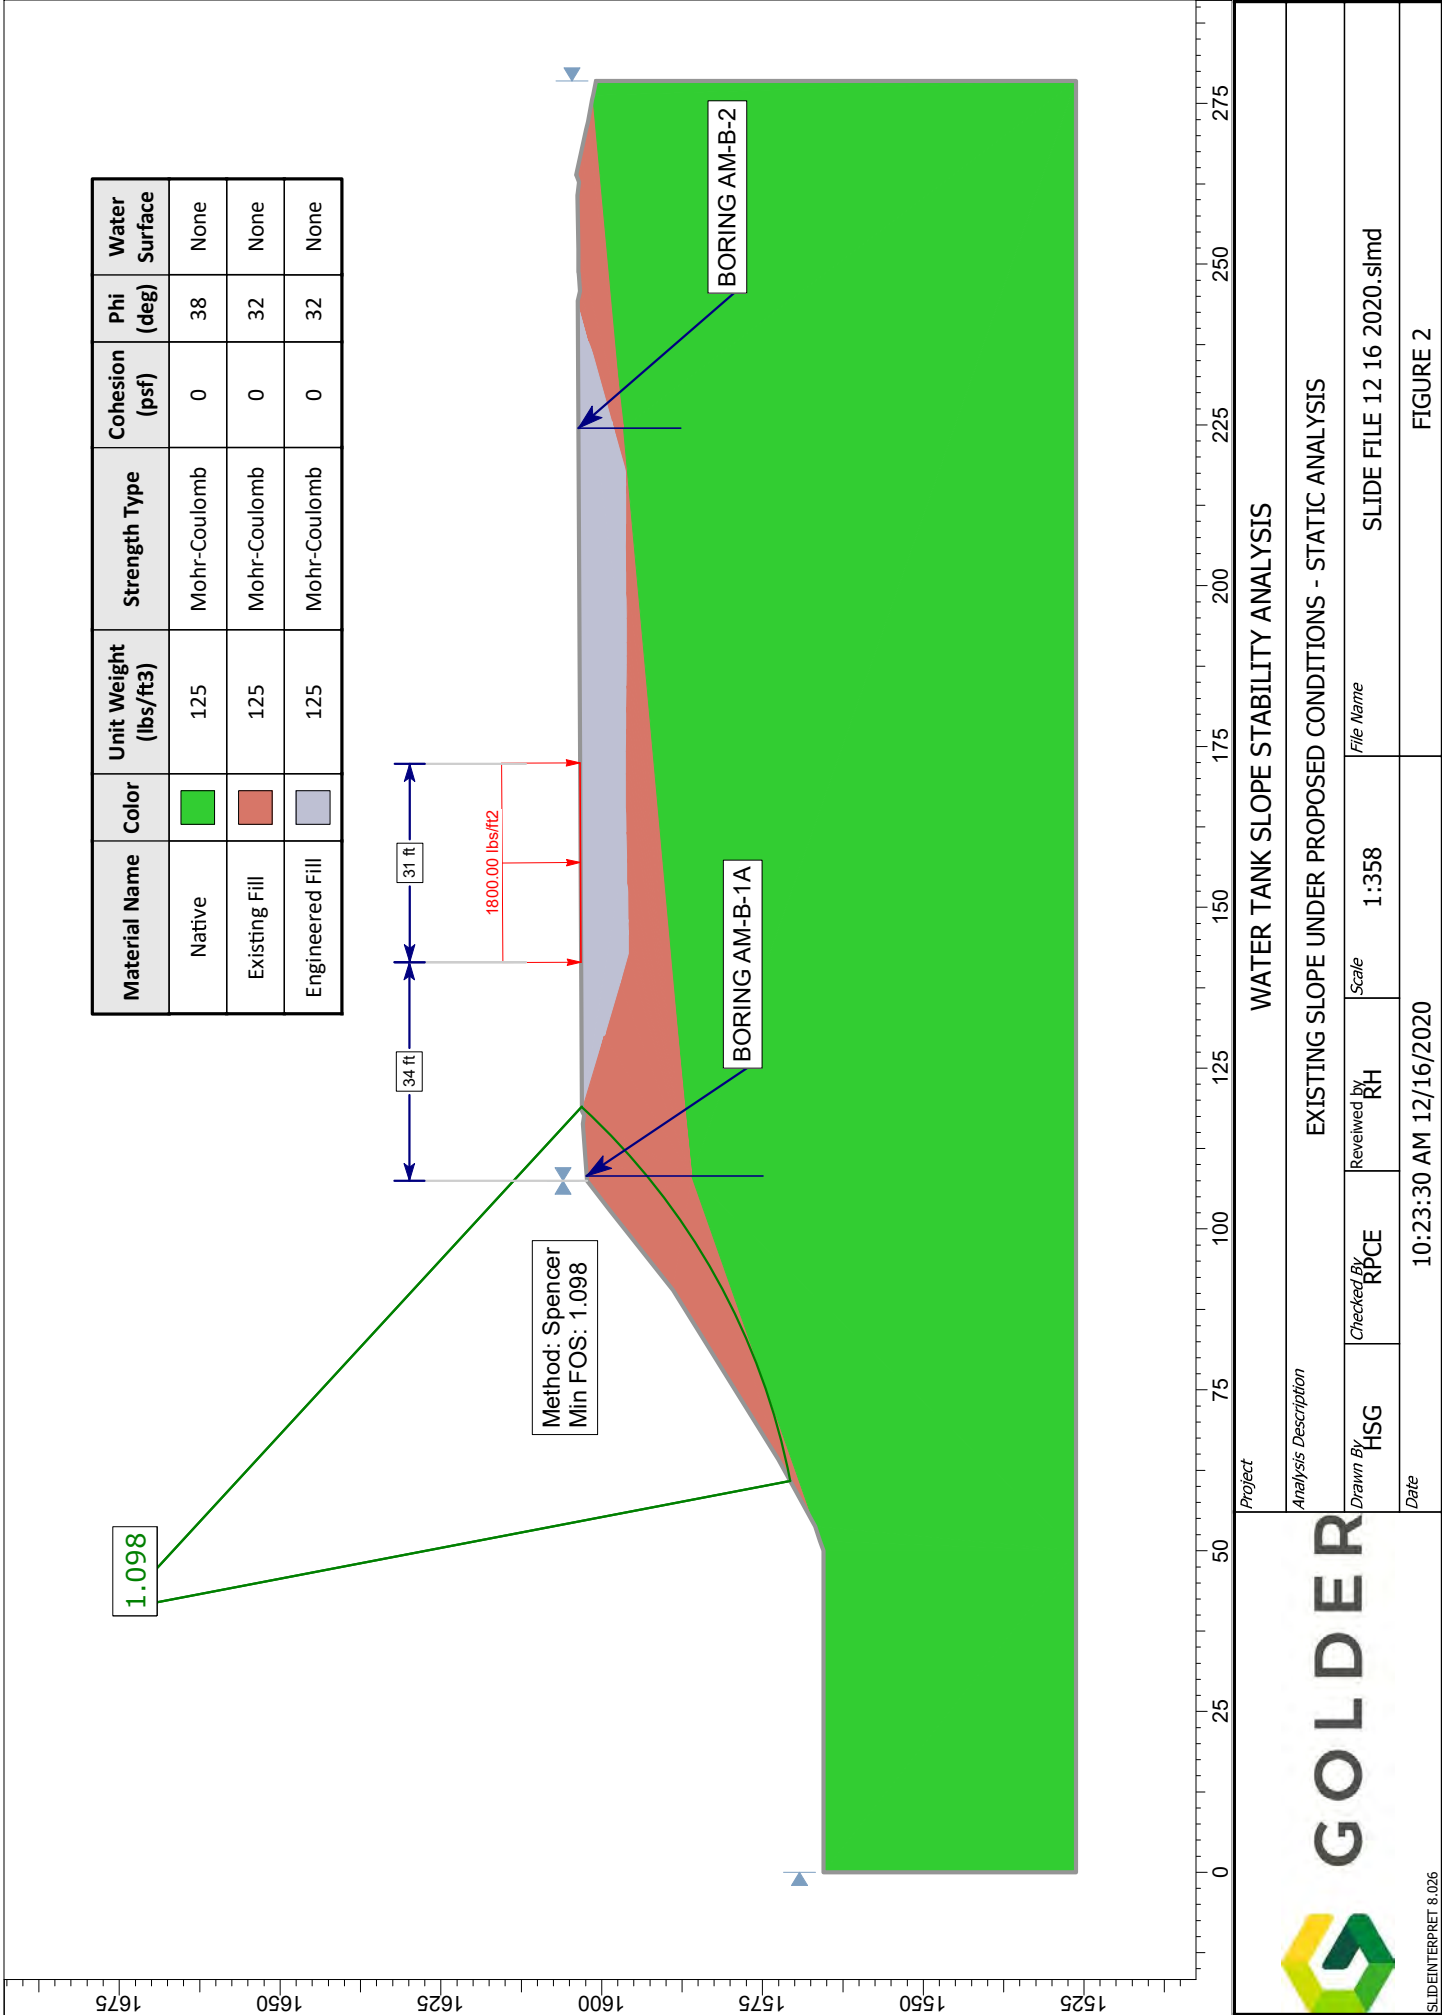 Material Name Color Unit Weight (lbs/ft3) Strength Type Cohesion (psf) Phi (deg) Water Surface
Native 125 Mohr-Coulomb 0 38 None
Existing Fill 125 Mohr-Coulomb 0 32 None
Engineered Fill 125 Mohr-Coulomb 0 32 None
1.098
34 ft
31 ft
1800.00 lbs/ft2
Method: Spencer
Min FOS: 1.098
BORING AM-B-1A
BORING AM-B-2
1675
1650
1625
1600
1575
1550
1525
0 25 50 75 100 125 150 175 200 225 250 275
GOLDER
Project
WATER TANK SLOPE STABILITY ANALYSIS
Analysis Description
EXISTING SLOPE UNDER PROPOSED CONDITIONS - STATIC ANALYSIS
Drawn By HSG
Checked By RPCE
Reveiwed by RH
Scale 1:358
File Name SLIDE FILE 12 16 2020.slmd
Date 10:23:30 AM 12/16/2020
FIGURE 2
SLIDEINTERPRET 8.026